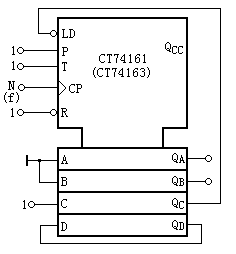 LD
1 P CT74161 QCC
1 T (CT74163)
N CP
(f)
1 R
A QA
B QB
1 C QC
D QD